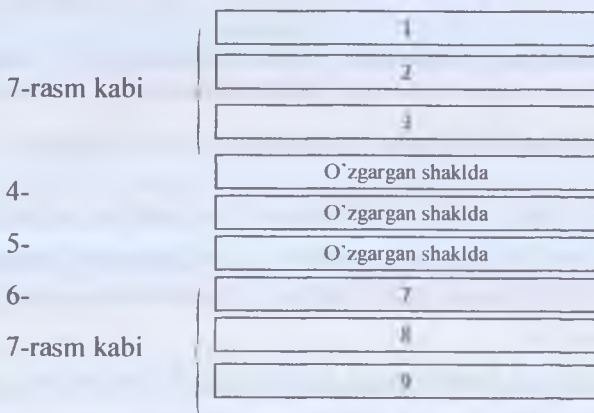 1
7-rasm kabi
2
3
O`zgargan shaklda
4-
O`zgargan shaklda
5-
O`zgargan shaklda
6-
7
7-rasm kabi
8
9